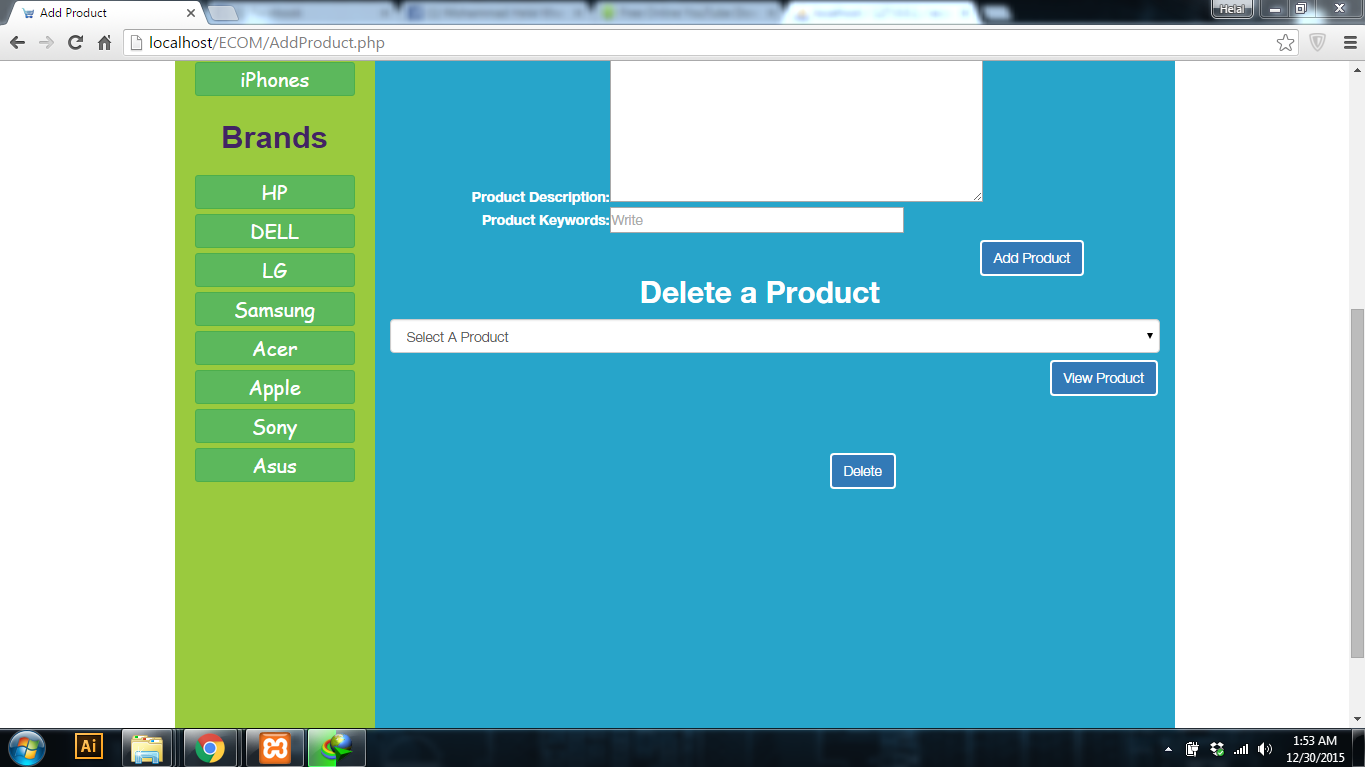 Add Product
Helal
localhost/ECOM/AddProduct.php
iPhones
Brands
HP
DELL
LG
Samsung
Acer
Apple
Sony
Asus
Product Description:
Product Keywords: Write
Add Product
Delete a Product
Select A Product
View Product
Delete
Ai
1:53 AM
12/30/2015